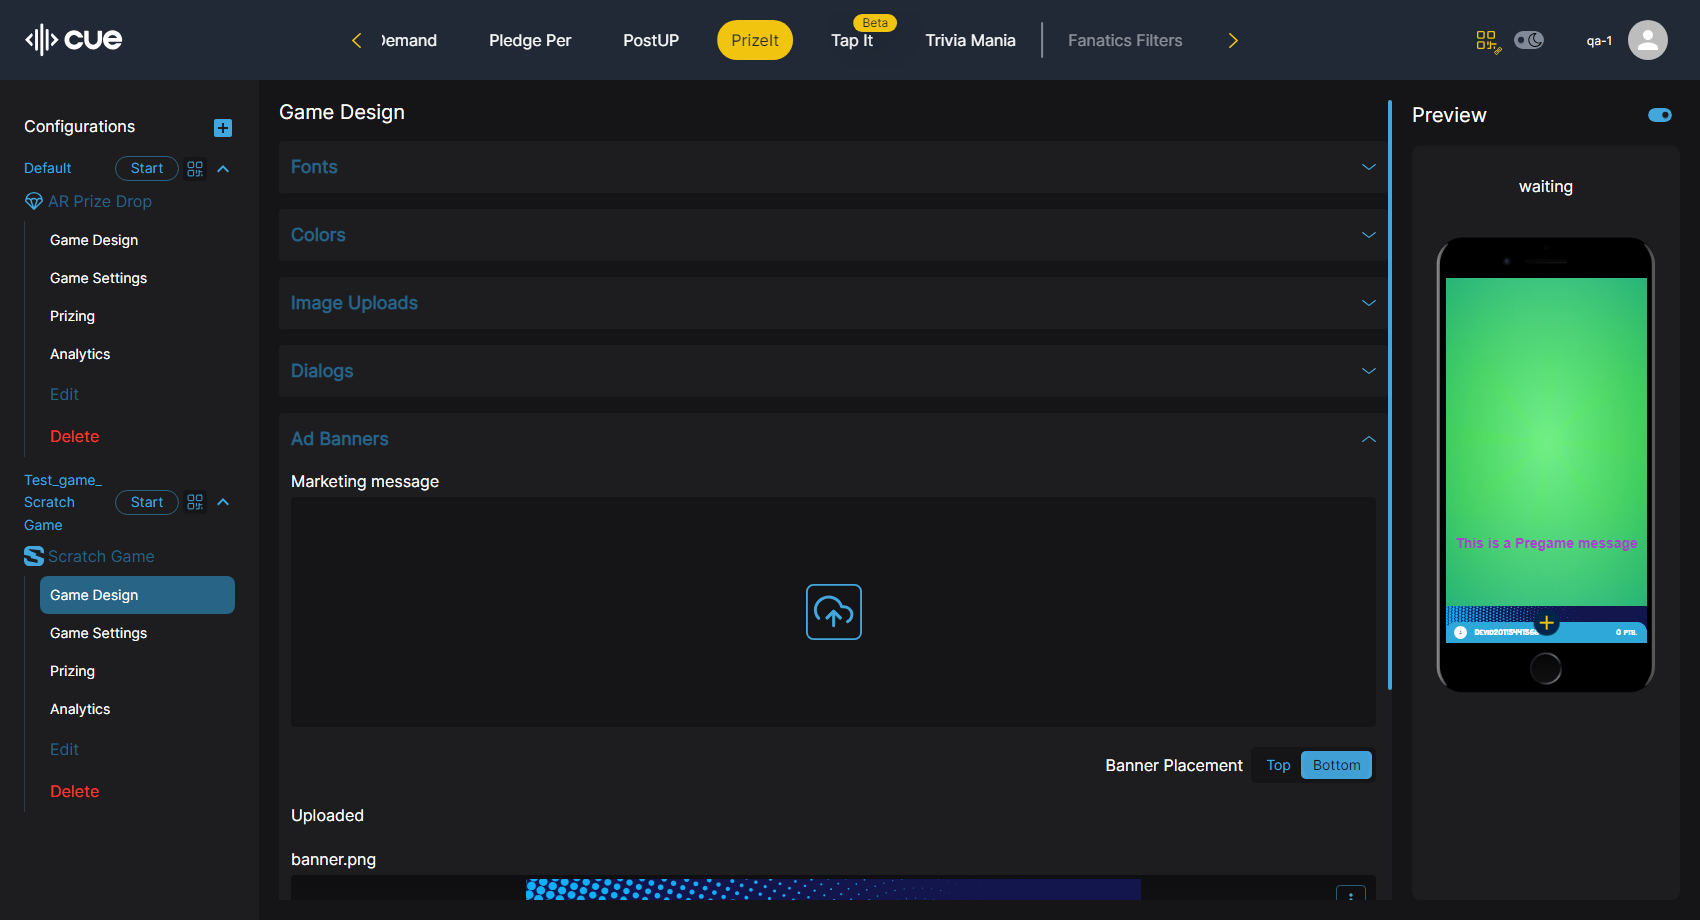 cue
Demand
Pledge Per
PostUP
PrizeIt
Beta
Tap It
Trivia Mania
Fanatics Filters
qa-1
Configurations
Default
Start
AR Prize Drop
Game Design
Game Settings
Prizing
Analytics
Edit
Delete
Test_game_
Scratch
Game
Start
Scratch Game
Game Design
Game Settings
Prizing
Analytics
Edit
Delete
Game Design
Fonts
Colors
Image Uploads
Dialogs
Ad Banners
Marketing message
Banner Placement
Top
Bottom
Uploaded
banner.png
Preview
waiting
This is a Pregame message
0 PTS.